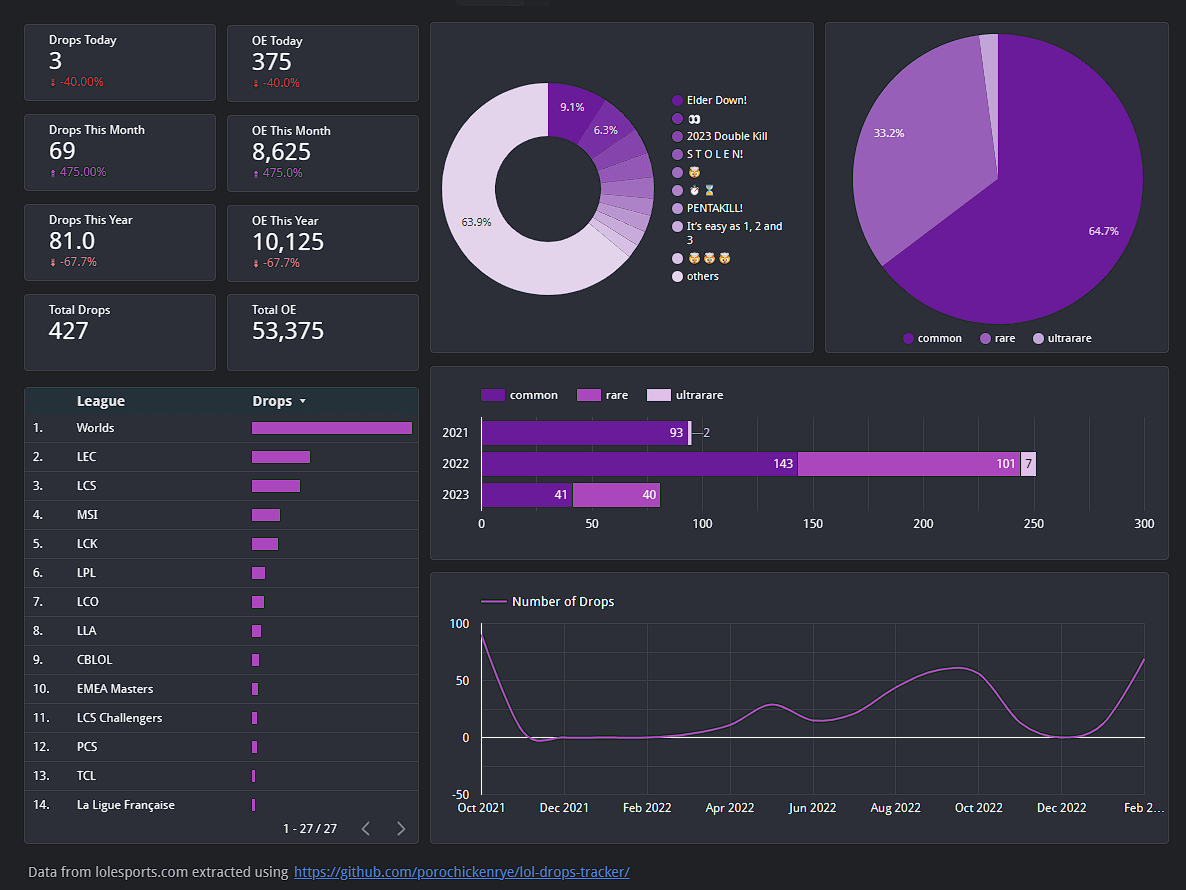 Drops Today
3
-40.00%
OE Today
375
-40.0%
Drops This Month
69
475.00%
OE This Month
8,625
475.0%
Drops This Year
81.0
-67.7%
OE This Year
10,125
-67.7%
Total Drops
427
Total OE
53,375
9.1%
6.3%
63.9%
Elder Down!
👀
2023 Double Kill
S T O L E N!
🤯
⏱ ⌛
PENTAKILL!
It's easy as 1, 2 and
3
🤯 🤯 🤯
others
33.2%
64.7%
common rare ultrarare
League Drops
1. Worlds
2. LEC
3. LCS
4. MSI
5. LCK
6. LPL
7. LCO
8. LLA
9. CBLOL
10. EMEA Masters
11. LCS Challengers
12. PCS
13. TCL
14. La Ligue Française
1 - 27 / 27
common rare ultrarare
2021 93 2
2022 143 101 7
2023 41 40
0 50 100 150 200 250 300
Number of Drops
100
50
0
-50
Oct 2021 Dec 2021 Feb 2022 Apr 2022 Jun 2022 Aug 2022 Oct 2022 Dec 2022 Feb 2...
Data from lolesports.com extracted using https://github.com/porochickenrye/lol-drops-tracker/